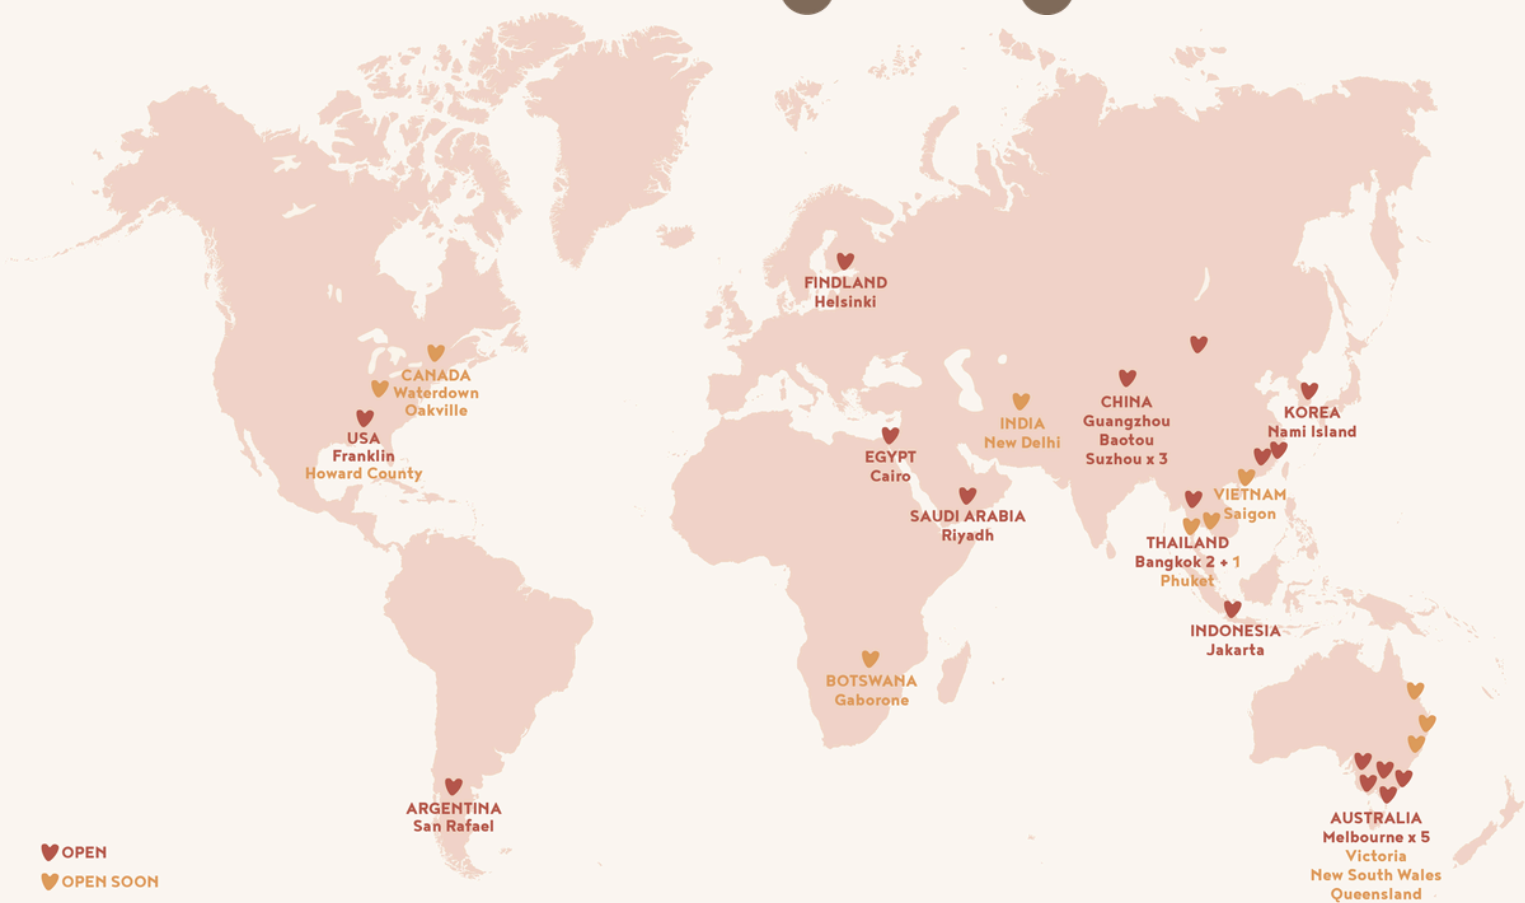 FINDLAND
Helsinki
CANADA
Waterdown
Oakville
USA
Franklin
Howard County
CHINA
Guangzhou
Baotou
Suzhou x 3
KOREA
Nami Island
INDIA
New Delhi
EGYPT
Cairo
SAUDI ARABIA
Riyadh
VIETNAM
Saigon
THAILAND
Bangkok 2 + 1
Phuket
INDONESIA
Jakarta
BOTSWANA
Gaborone
ARGENTINA
San Rafael
AUSTRALIA
Melbourne x 5
Victoria
New South Wales
Queensland
OPEN
OPEN SOON